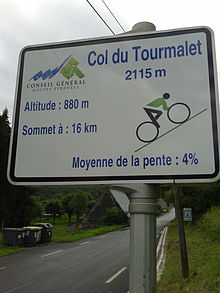 Col du Tourmalet
2115 m
CONSEIL GÉNÉRAL
HAUTES-PYRÉNÉES
Altitude : 880 m
Sommet à : 16 km
Moyenne de la pente : 4%